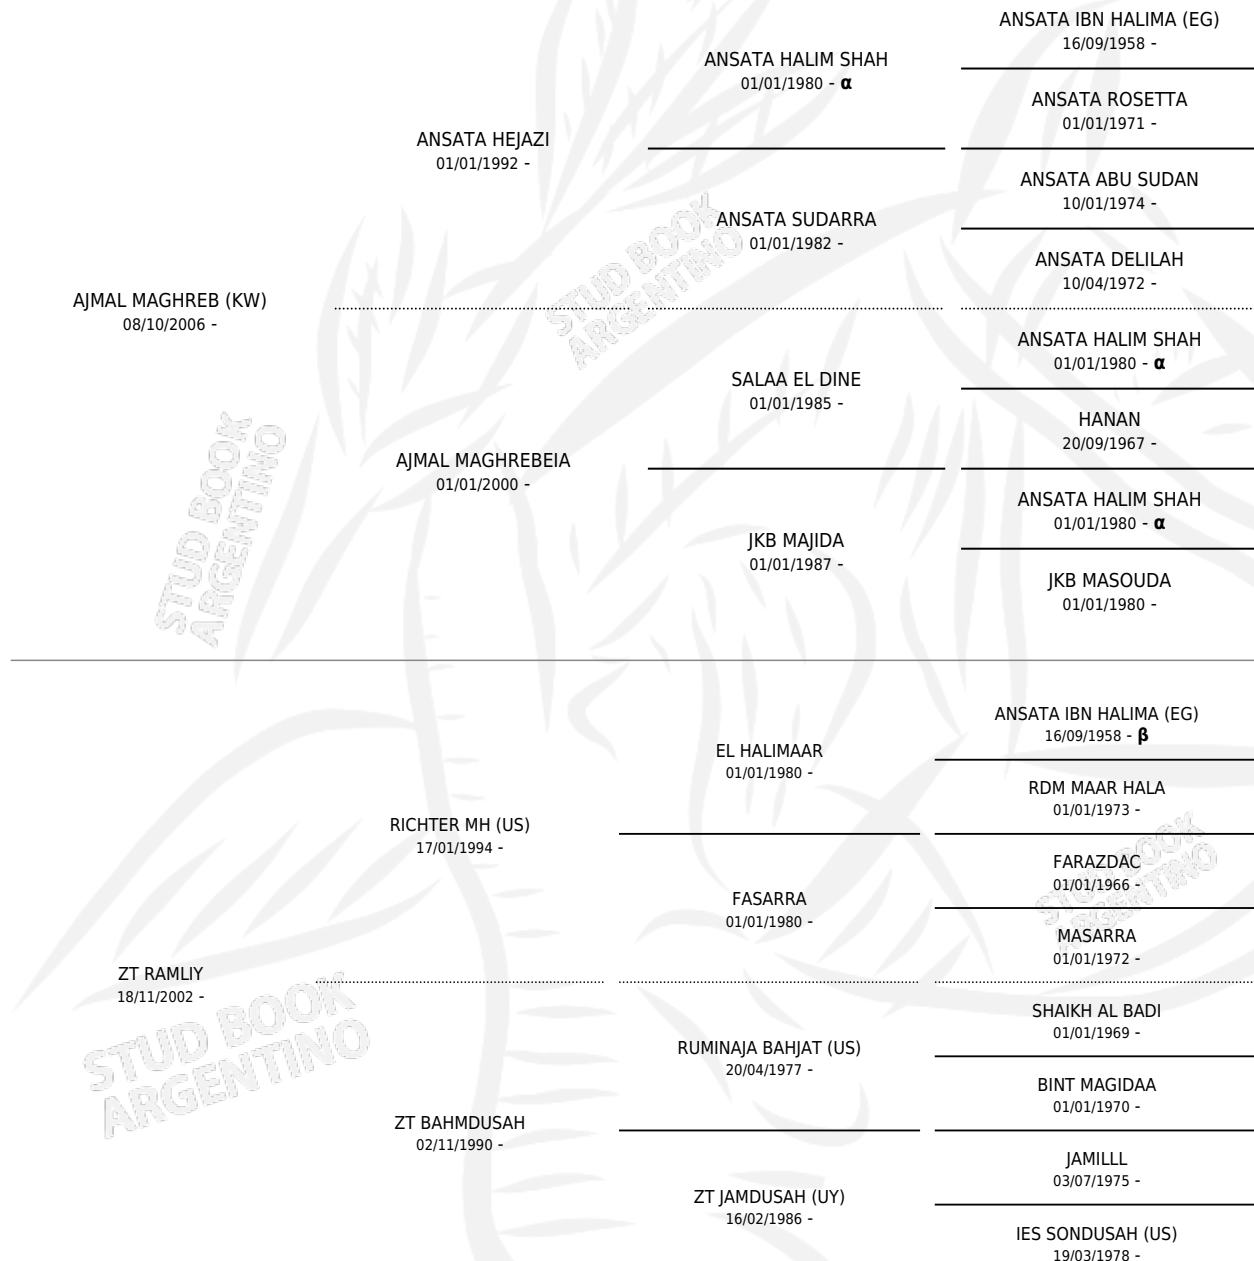 ANSATA IBN HALIMA (EG)
16/09/1958 -
ANSATA HALIM SHAH
01/01/1980 - α
ANSATA ROSETTA
01/01/1971 -
ANSATA HEJAZI
01/01/1992 -
ANSATA ABU SUDAN
10/01/1974 -
ANSATA SUDARRA
01/01/1982 -
ANSATA DELILAH
10/04/1972 -
AJMAL MAGHREB (KW)
08/10/2006 -
ANSATA HALIM SHAH
01/01/1980 - α
SALAA EL DINE
01/01/1985 -
HANAN
20/09/1967 -
AJMAL MAGHREBEIA
01/01/2000 -
ANSATA HALIM SHAH
01/01/1980 - α
JKB MAJIDA
01/01/1987 -
JKB MASOUDA
01/01/1980 -
ANSATA IBN HALIMA (EG)
16/09/1958 - β
EL HALIMAAR
01/01/1980 -
RDM MAAR HALA
01/01/1973 -
RICHTER MH (US)
17/01/1994 -
FARAZDAC
01/01/1966 -
FASARRA
01/01/1980 -
MASARRA
01/01/1972 -
ZT RAMLIY
18/11/2002 -
SHAIKH AL BADI
01/01/1969 -
RUMINAJA BAHJAT (US)
20/04/1977 -
BINT MAGIDAA
01/01/1970 -
ZT BAHMDUSAH
02/11/1990 -
JAMILLL
03/07/1975 -
ZT JAMDUSAH (UY)
16/02/1986 -
IES SONDUSAH (US)
19/03/1978 -
STUD BOOK
ARGENTINO
STUD BOOK
ARGENTINO
STUD BOOK
ARGENTINO
STUD BOOK
ARGENTINO